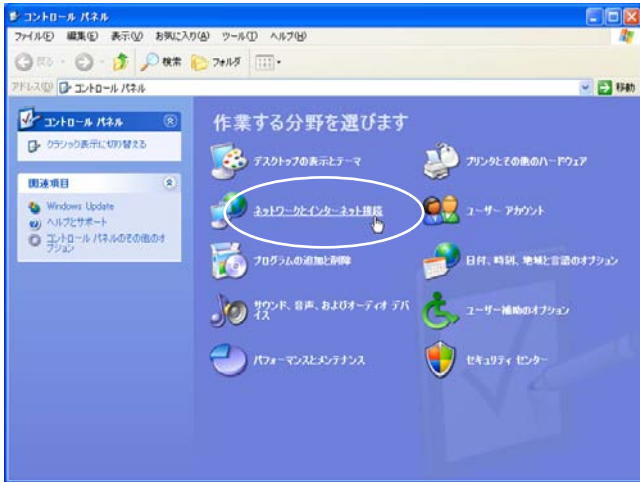 コントロール パネル
ファイル(F) 編集(E) 表示(V) お気に入り(A) ツール(T) ヘルプ(H)
戻る 検索 フォルダ
アドレス(D) コントロール パネル 移動
コントロール パネル
クラシック表示に切り替える
関連項目
Windows Update
ヘルプとサポート
コントロール パネルのその他のオ
プション
作業する分野を選びます
デスクトップの表示とテーマ
プリンタとその他のハードウェア
ネットワークとインターネット接続
ユーザー アカウント
プログラムの追加と削除
日付、時刻、地域と言語のオプション
サウンド、音声、およびオーディオ デバ
イス
ユーザー補助のオプション
パフォーマンスとメンテナンス
セキュリティ センター